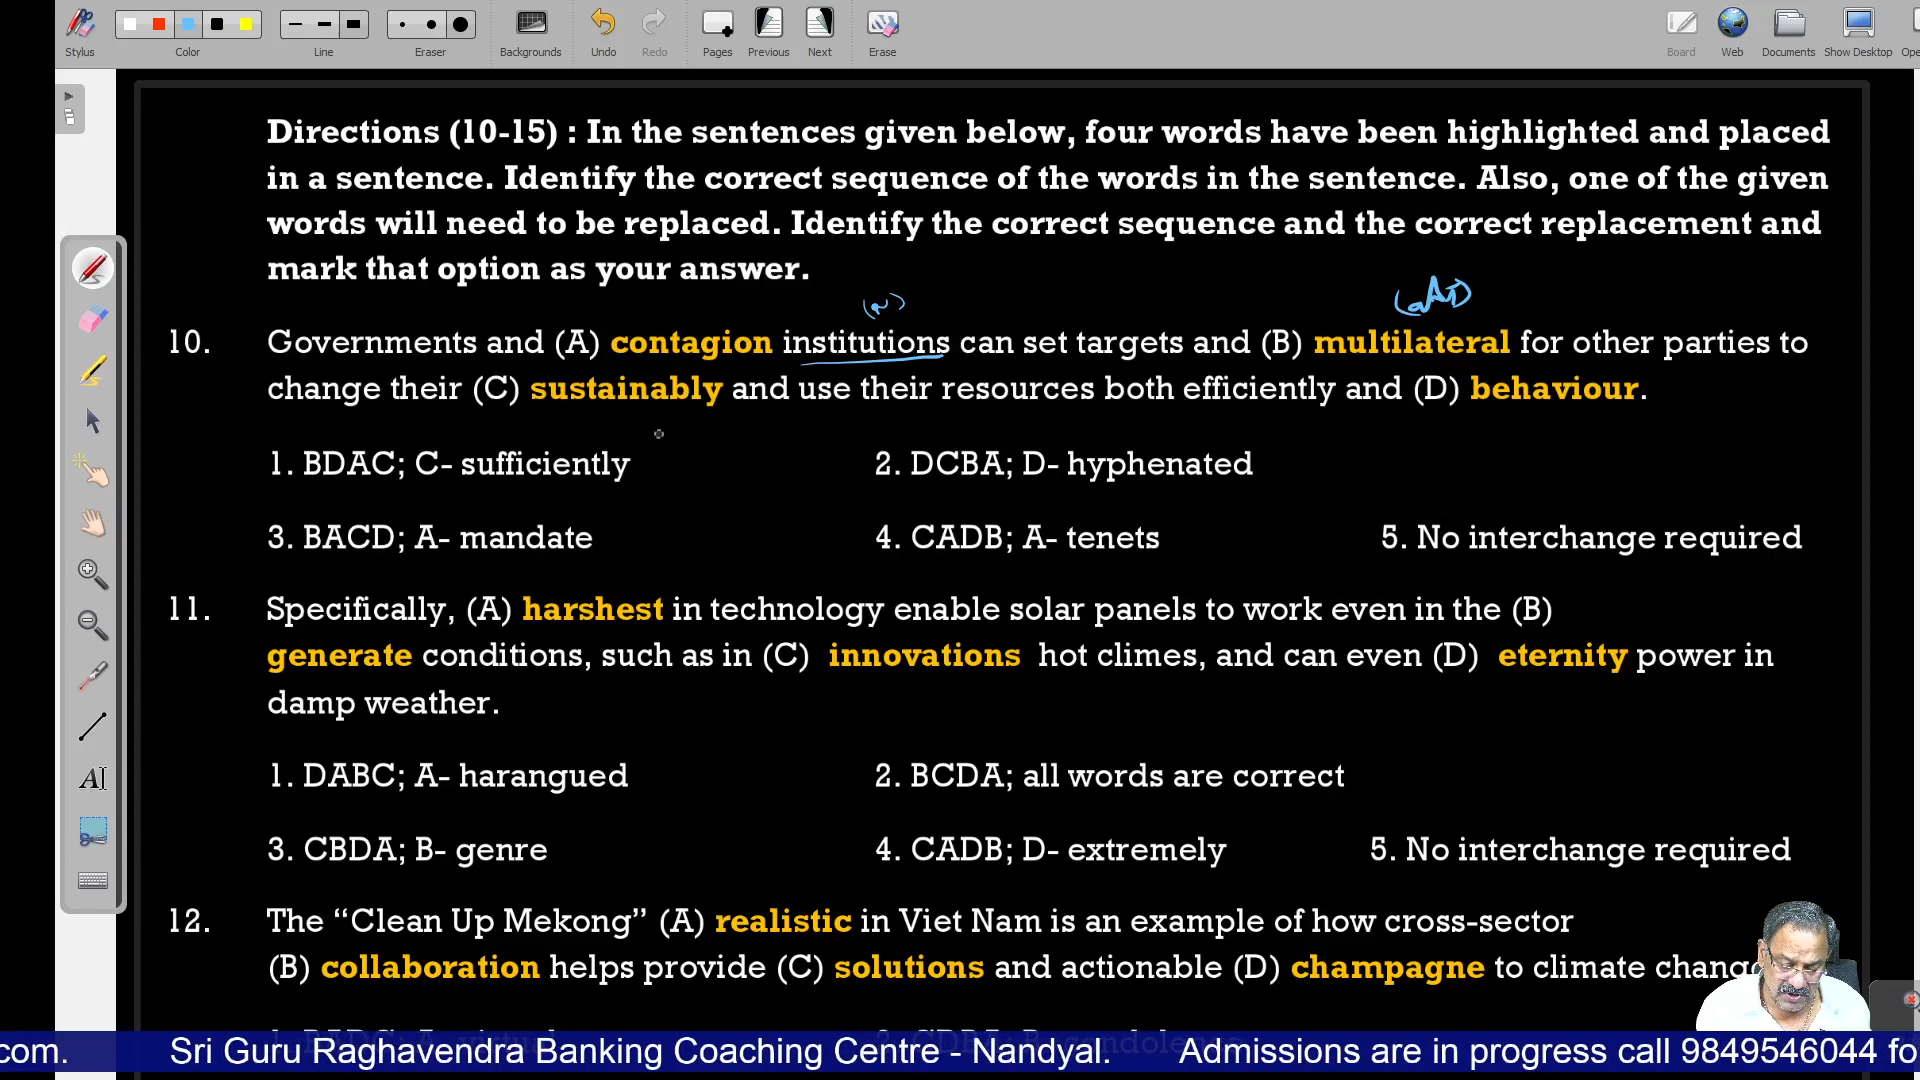 Stylus Color Line Eraser Backgrounds Undo Redo Pages Previous Next Erase Board Web Documents Show Desktop
Directions (10-15) : In the sentences given below, four words have been highlighted and placed
in a sentence. Identify the correct sequence of the words in the sentence. Also, one of the given
words will need to be replaced. Identify the correct sequence and the correct replacement and
mark that option as your answer.
10. Governments and (A) contagion institutions can set targets and (B) multilateral for other parties to
change their (C) sustainably and use their resources both efficiently and (D) behaviour.
1. BDAC; C- sufficiently 2. DCBA; D- hyphenated
3. BACD; A- mandate 4. CADB; A- tenets 5. No interchange required
11. Specifically, (A) harshest in technology enable solar panels to work even in the (B)
generate conditions, such as in (C) innovations hot climes, and can even (D) eternity power in
damp weather.
1. DABC; A- harangued 2. BCDA; all words are correct
3. CBDA; B- genre 4. CADB; D- extremely 5. No interchange required
12. The “Clean Up Mekong” (A) realistic in Viet Nam is an example of how cross-sector
(B) collaboration helps provide (C) solutions and actionable (D) champagne to climate
com. Sri Guru Raghavendra Banking Coaching Centre - Nandyal. Admissions are in progress call 9849546044 fo